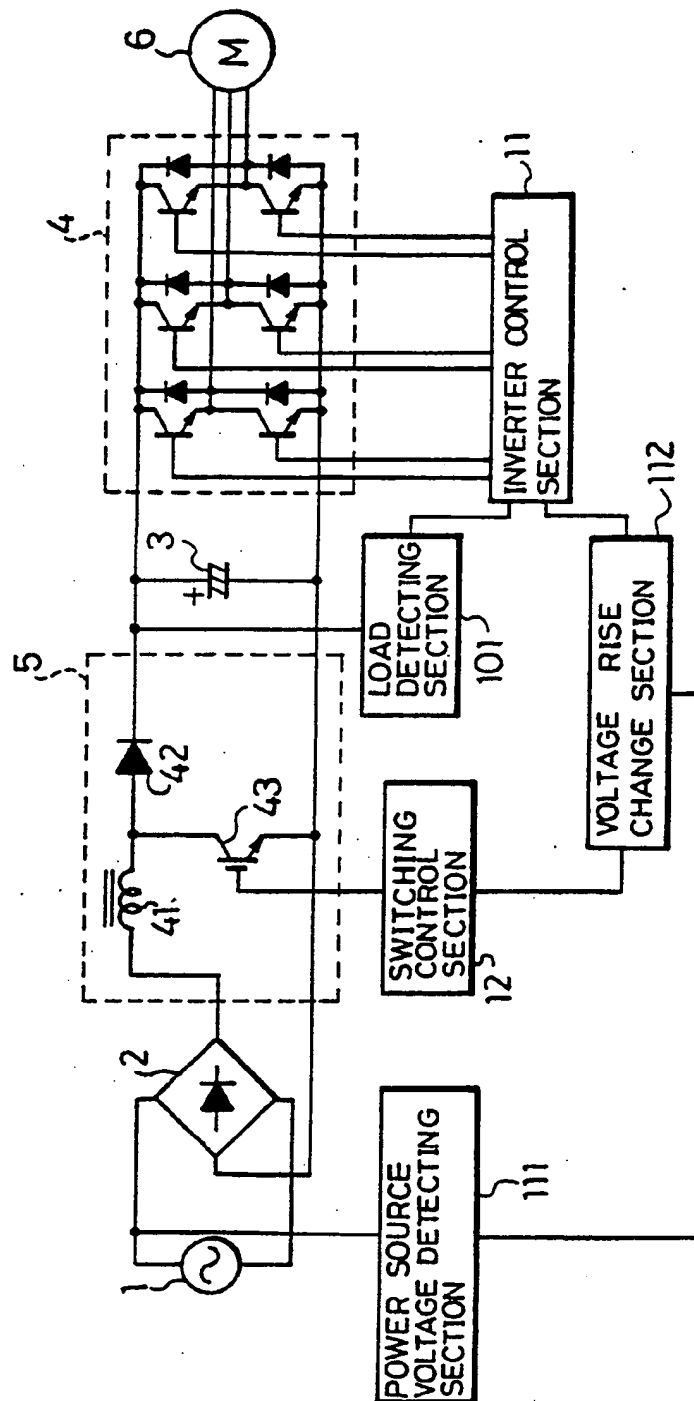 1
2
5
41
42
43
3
+
4
6
M
POWER SOURCE
VOLTAGE DETECTING
SECTION
111
SWITCHING
CONTROL
SECTION
12
LOAD
DETECTING
SECTION
101
INVERTER CONTROL
SECTION
11
VOLTAGE RISE
CHANGE SECTION
112